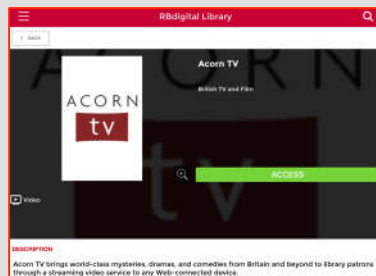 RBdigital Library
< Back
Acorn TV
British TV and Film
ACORN
tv
ACCESS
Video
DESCRIPTION
Acorn TV brings world-class mysteries, dramas, and comedies from Britain and beyond to library patrons
through a streaming video service to any Web-connected device.